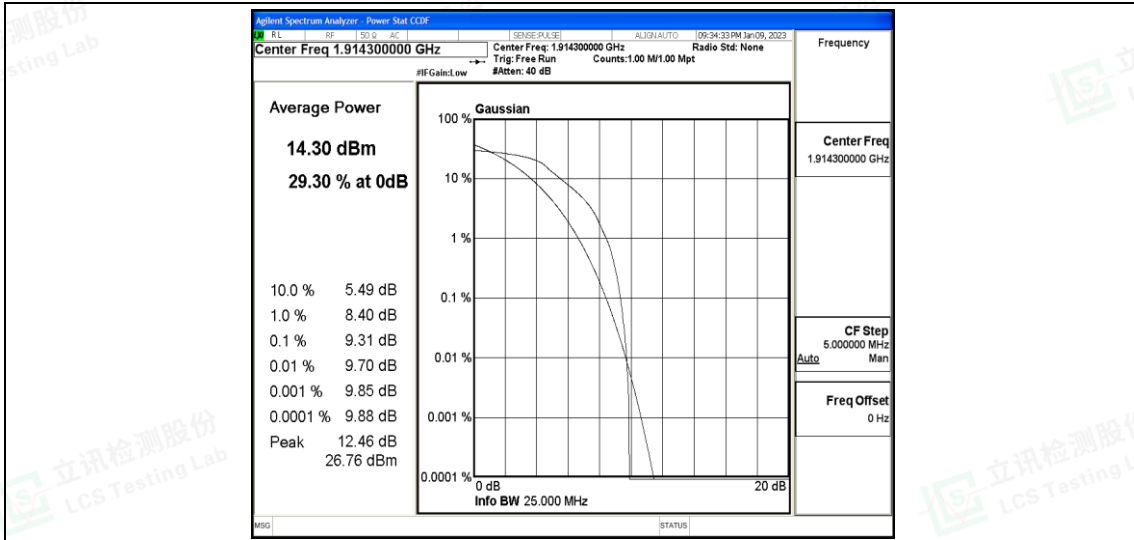 Agilent Spectrum Analyzer - Power Stat CCDF
LXI RL RF 50 Ω AC SENSE:PULSE ALIGNAUTO 09:34:33 PM Jan 09, 2023
Center Freq 1.914300000 GHz
Center Freq: 1.914300000 GHz Radio Std: None
Trig: Free Run Counts:1.00 M/1.00 Mpt
#IFGain:Low #Atten: 40 dB
Frequency
Average Power
14.30 dBm
29.30 % at 0dB
10.0 % 5.49 dB
1.0 % 8.40 dB
0.1 % 9.31 dB
0.01 % 9.70 dB
0.001 % 9.85 dB
0.0001 % 9.88 dB
Peak 12.46 dB
26.76 dBm
Gaussian
100 %
10 %
1 %
0.1 %
0.01 %
0.001 %
0.0001 %
0 dB 20 dB
Info BW 25.000 MHz
Center Freq
1.914300000 GHz
CF Step
5.000000 MHz
Auto Man
Freq Offset
0 Hz
MSG STATUS
立讯检测股份
LCS Testing Lab
立讯检测股份
LCS Testing L